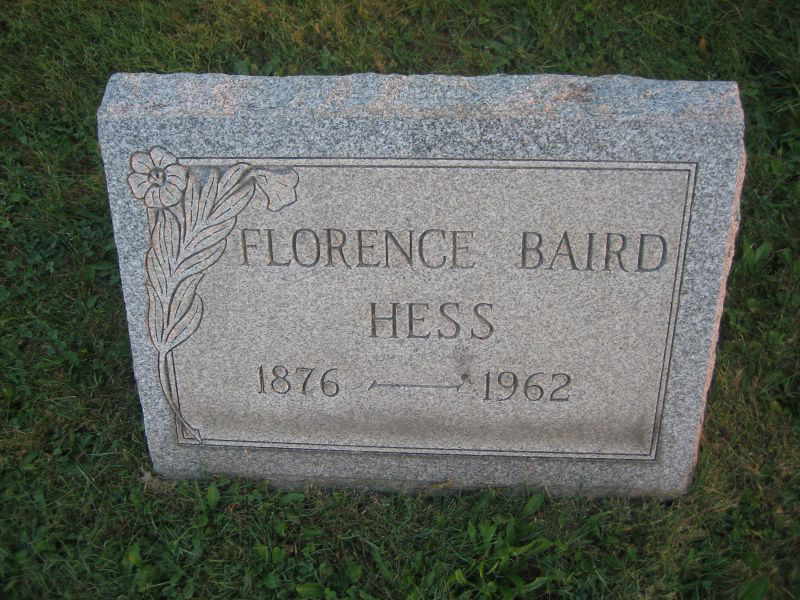 FLORENCE BAIRD
HESS
1876 — 1962